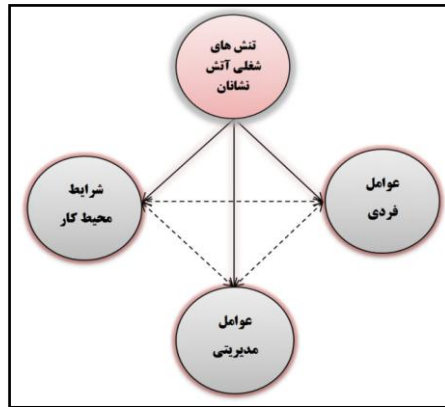 تنش های
شغلی آتش
نشانان
عوامل
فردی
شرایط
محیط کار
عوامل
مدیریتی